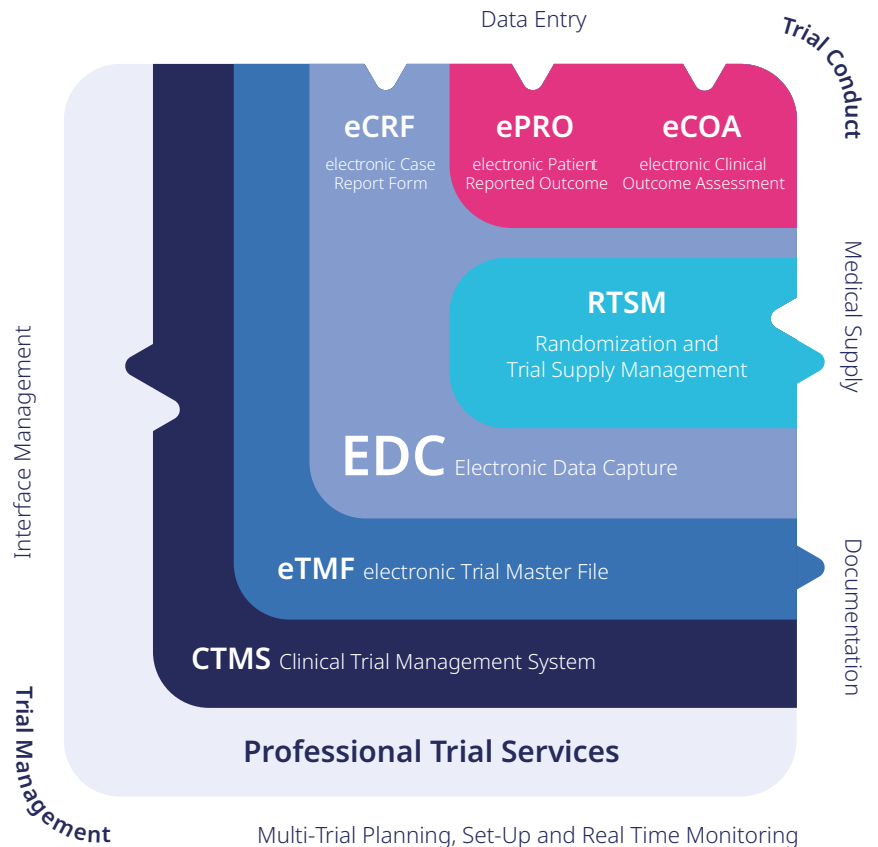 Data Entry
Trial Conduct
eCRF
electronic Case
Report Form
ePRO
electronic Patient
Reported Outcome
eCOA
electronic Clinical
Outcome Assessment
Medical Supply
RTSM
Randomization and
Trial Supply Management
Interface Management
EDC Electronic Data Capture
eTMF electronic Trial Master File
Documentation
CTMS Clinical Trial Management System
Trial Management
Professional Trial Services
Multi-Trial Planning, Set-Up and Real Time Monitoring